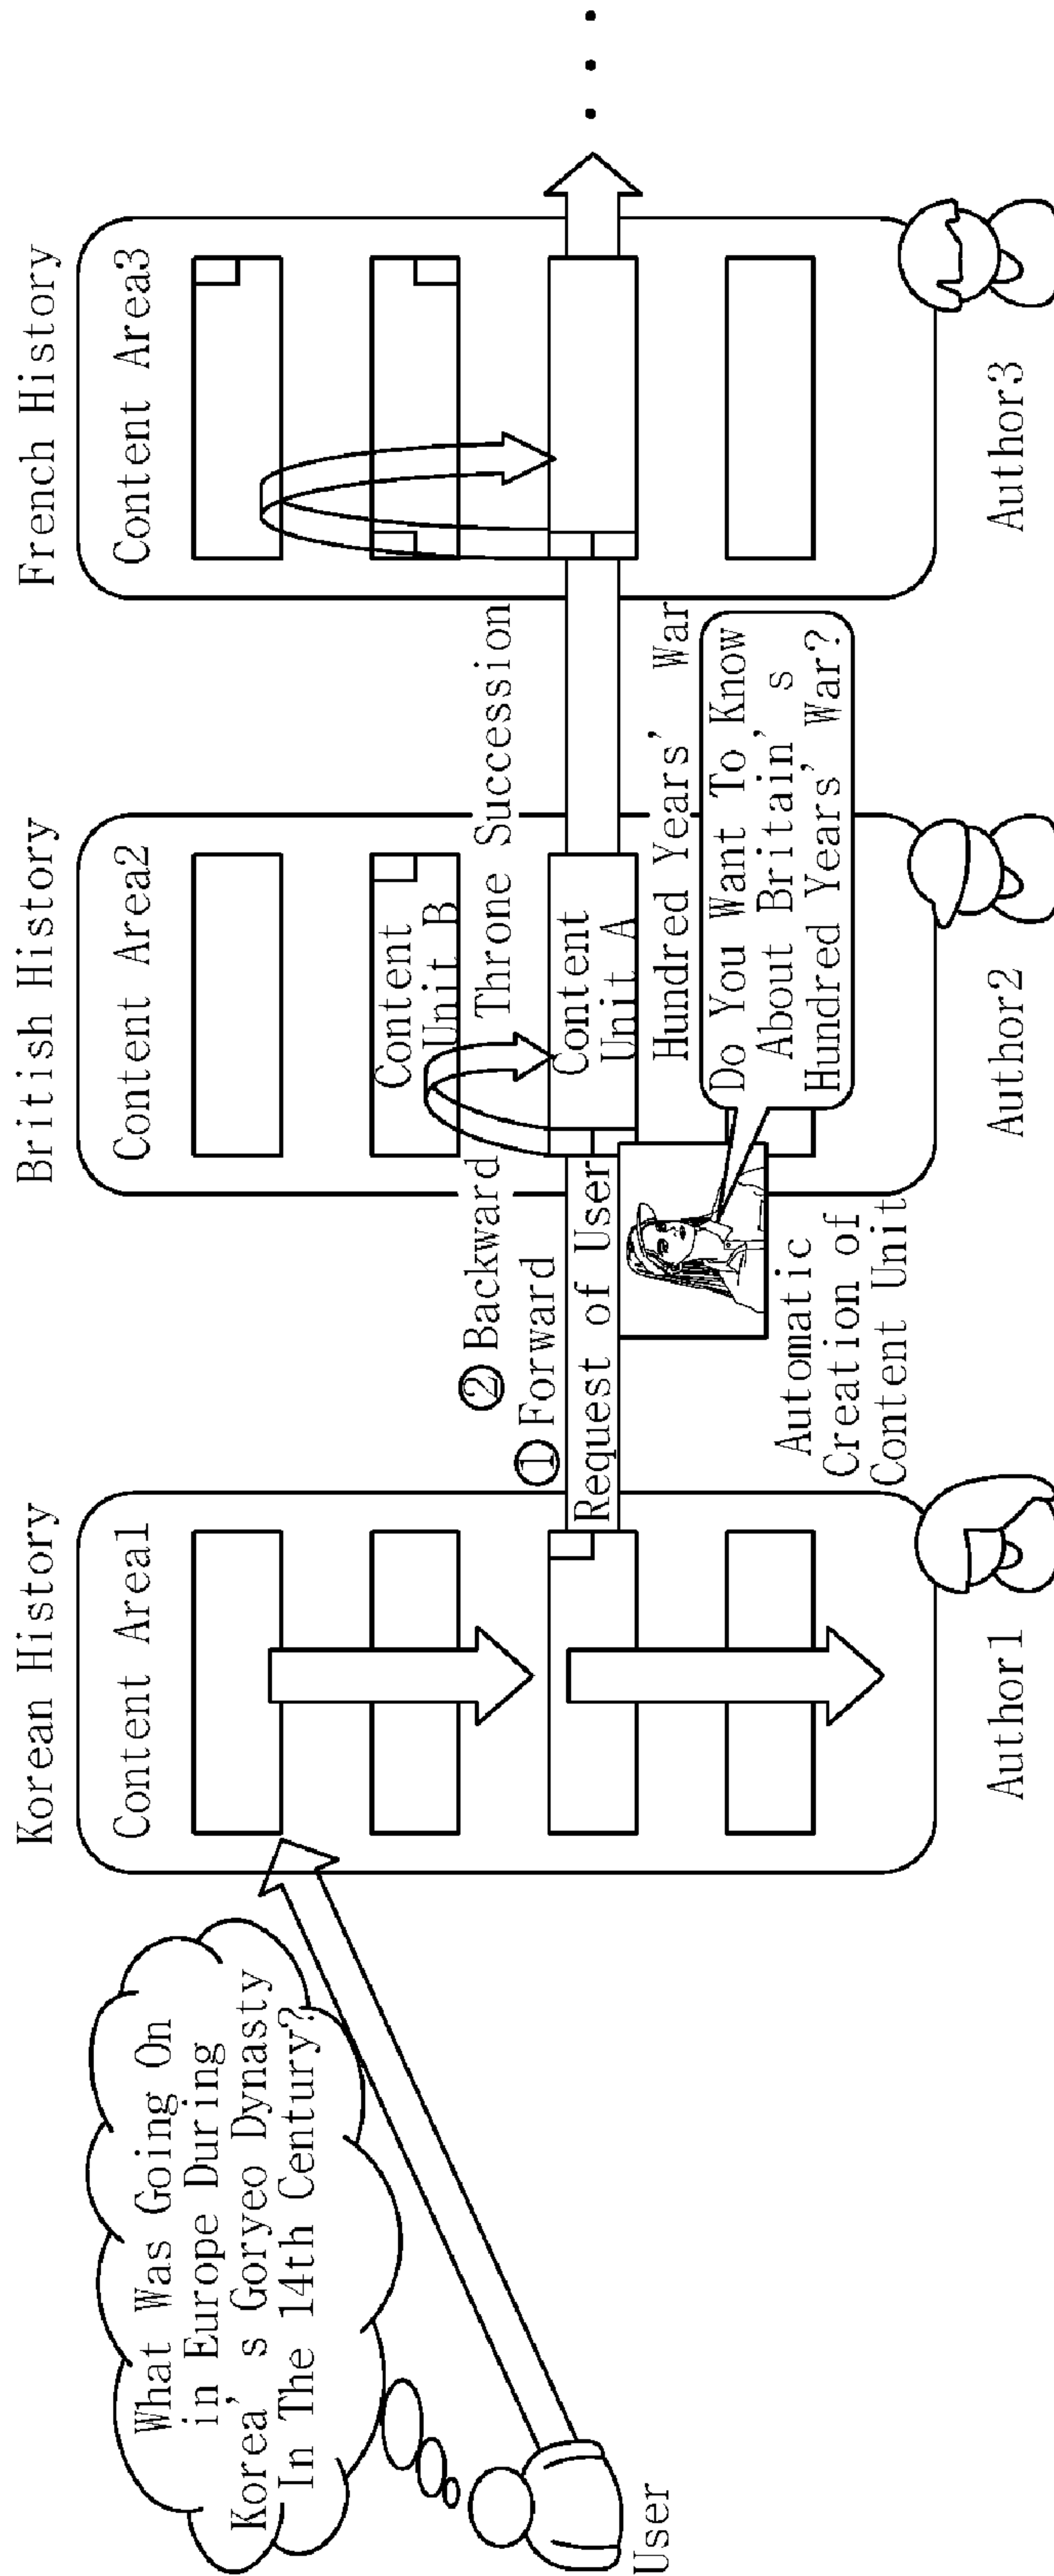 What Was Going On
in Europe During
Korea's Goryeo Dynasty
In The 14th Century?
User
Korean History
Content Area1
Author1
② Backward
① Forward
Request of User
Automatic
Creation of
Content Unit
British History
Content Area2
Content
Unit B
Throne Succession
Content
Unit A
Hundred Years' War
Do You Want To Know
About Britain's
Hundred Years' War?
Author2
French History
Content Area3
Author3